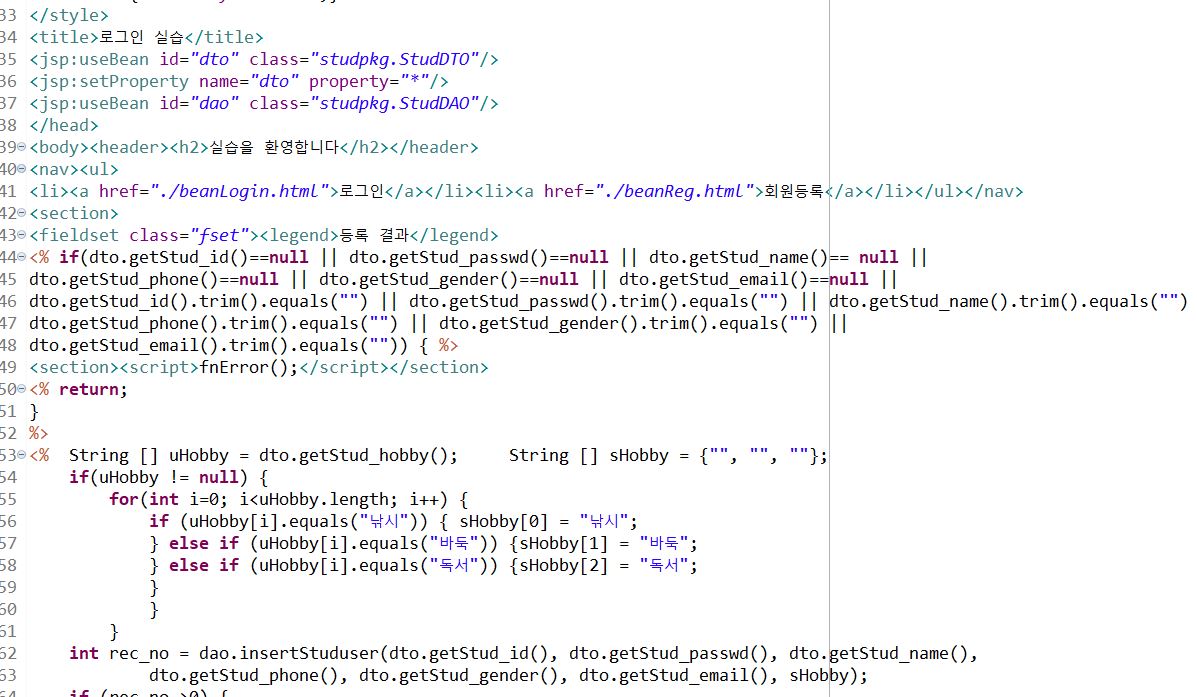 33 </style>
34 <title>로그인 실습</title>
35 <jsp:useBean id="dto" class="studpkg.StudDTO"/>
36 <jsp:setProperty name="dto" property="*"/>
37 <jsp:useBean id="dao" class="studpkg.StudDAO"/>
38 </head>
39 <body><header><h2>실습을 환영합니다</h2></header>
40 <nav><ul>
41 <li><a href="./beanLogin.html">로그인</a></li><li><a href="./beanReg.html">회원등록</a></li></ul></nav>
42 <section>
43 <fieldset class="fset"><legend>등록 결과</legend>
44 <% if(dto.getStud_id()==null || dto.getStud_passwd()==null || dto.getStud_name()== null ||
45 dto.getStud_phone()==null || dto.getStud_gender()==null || dto.getStud_email()==null ||
46 dto.getStud_id().trim().equals("") || dto.getStud_passwd().trim().equals("") || dto.getStud_name().trim().equals("")
47 dto.getStud_phone().trim().equals("") || dto.getStud_gender().trim().equals("") ||
48 dto.getStud_email().trim().equals("")) { %>
49 <section><script>fnError();</script></section>
50 <% return;
51 }
52 %>
53 <%  String [] uHobby = dto.getStud_hobby();     String [] sHobby = {"", "", ""};
54     if(uHobby != null) {
55         for(int i=0; i<uHobby.length; i++) {
56             if (uHobby[i].equals("낚시")) { sHobby[0] = "낚시";
57             } else if (uHobby[i].equals("바둑")) {sHobby[1] = "바둑";
58             } else if (uHobby[i].equals("독서")) {sHobby[2] = "독서";
59             }
60             }
61         }
62     int rec_no = dao.insertStuduser(dto.getStud_id(), dto.getStud_passwd(), dto.getStud_name(),
63             dto.getStud_phone(), dto.getStud_gender(), dto.getStud_email(), sHobby);
64     if (rec_no >0) {